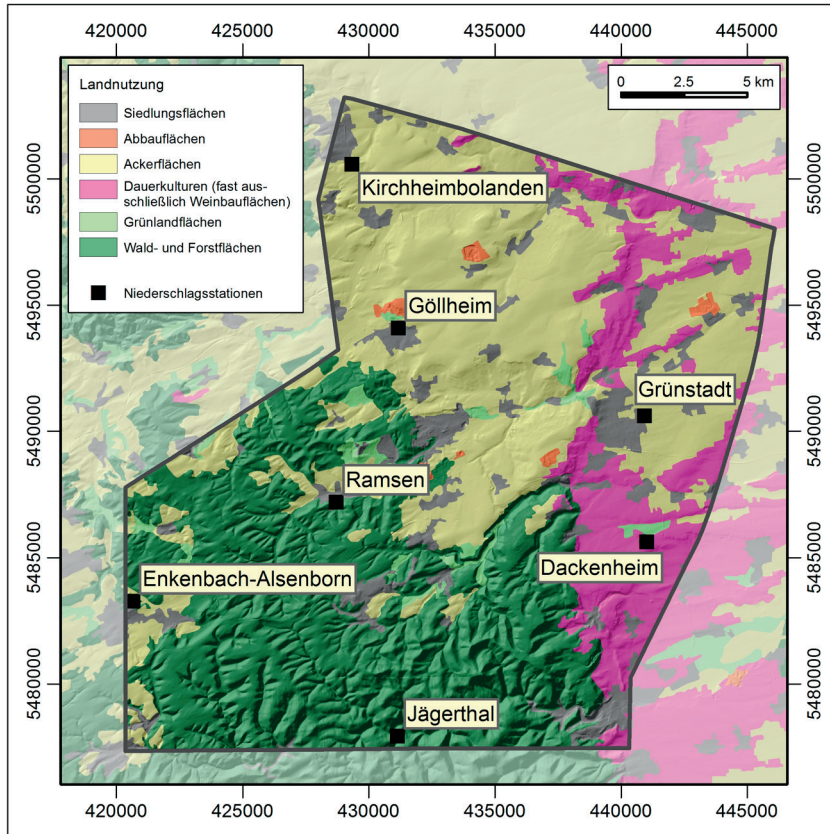 420000 425000 430000 435000 440000 445000
Landnutzung
Siedlungsflächen
Abbauflächen
Ackerflächen
Dauerkulturen (fast aus-
schließlich Weinbauflächen)
Grünlandflächen
Wald- und Forstflächen
Niederschlagsstationen
0 2.5 5 km
5500000 5500000
Kirchheimbolanden
5495000 5495000
Göllheim
Grünstadt
5490000 5490000
Ramsen
5485000 5485000
Dackenheim
Enkenbach-Alsenborn
5480000 5480000
Jägerthal
420000 425000 430000 435000 440000 445000